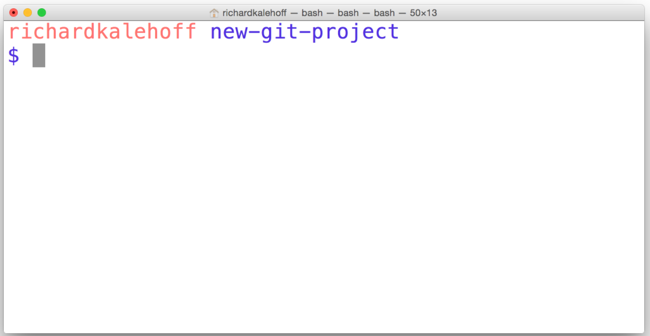 richardkalehoff — bash — bash — bash — 50×13
richardkalehoff new-git-project
$